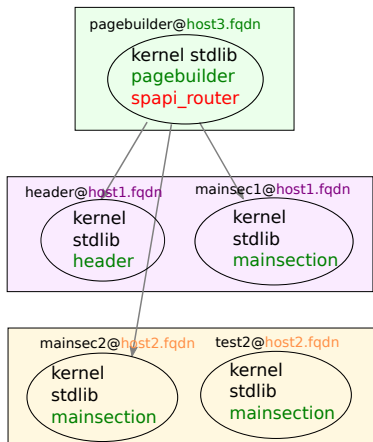 pagebuilder@host3.fqdn
kernel stdlib
pagebuilder
spapi_router
header@host1.fqdn
kernel
stdlib
header
mainsec1@host1.fqdn
kernel
stdlib
mainsection
mainsec2@host2.fqdn
kernel
stdlib
mainsection
test2@host2.fqdn
kernel
stdlib
mainsection